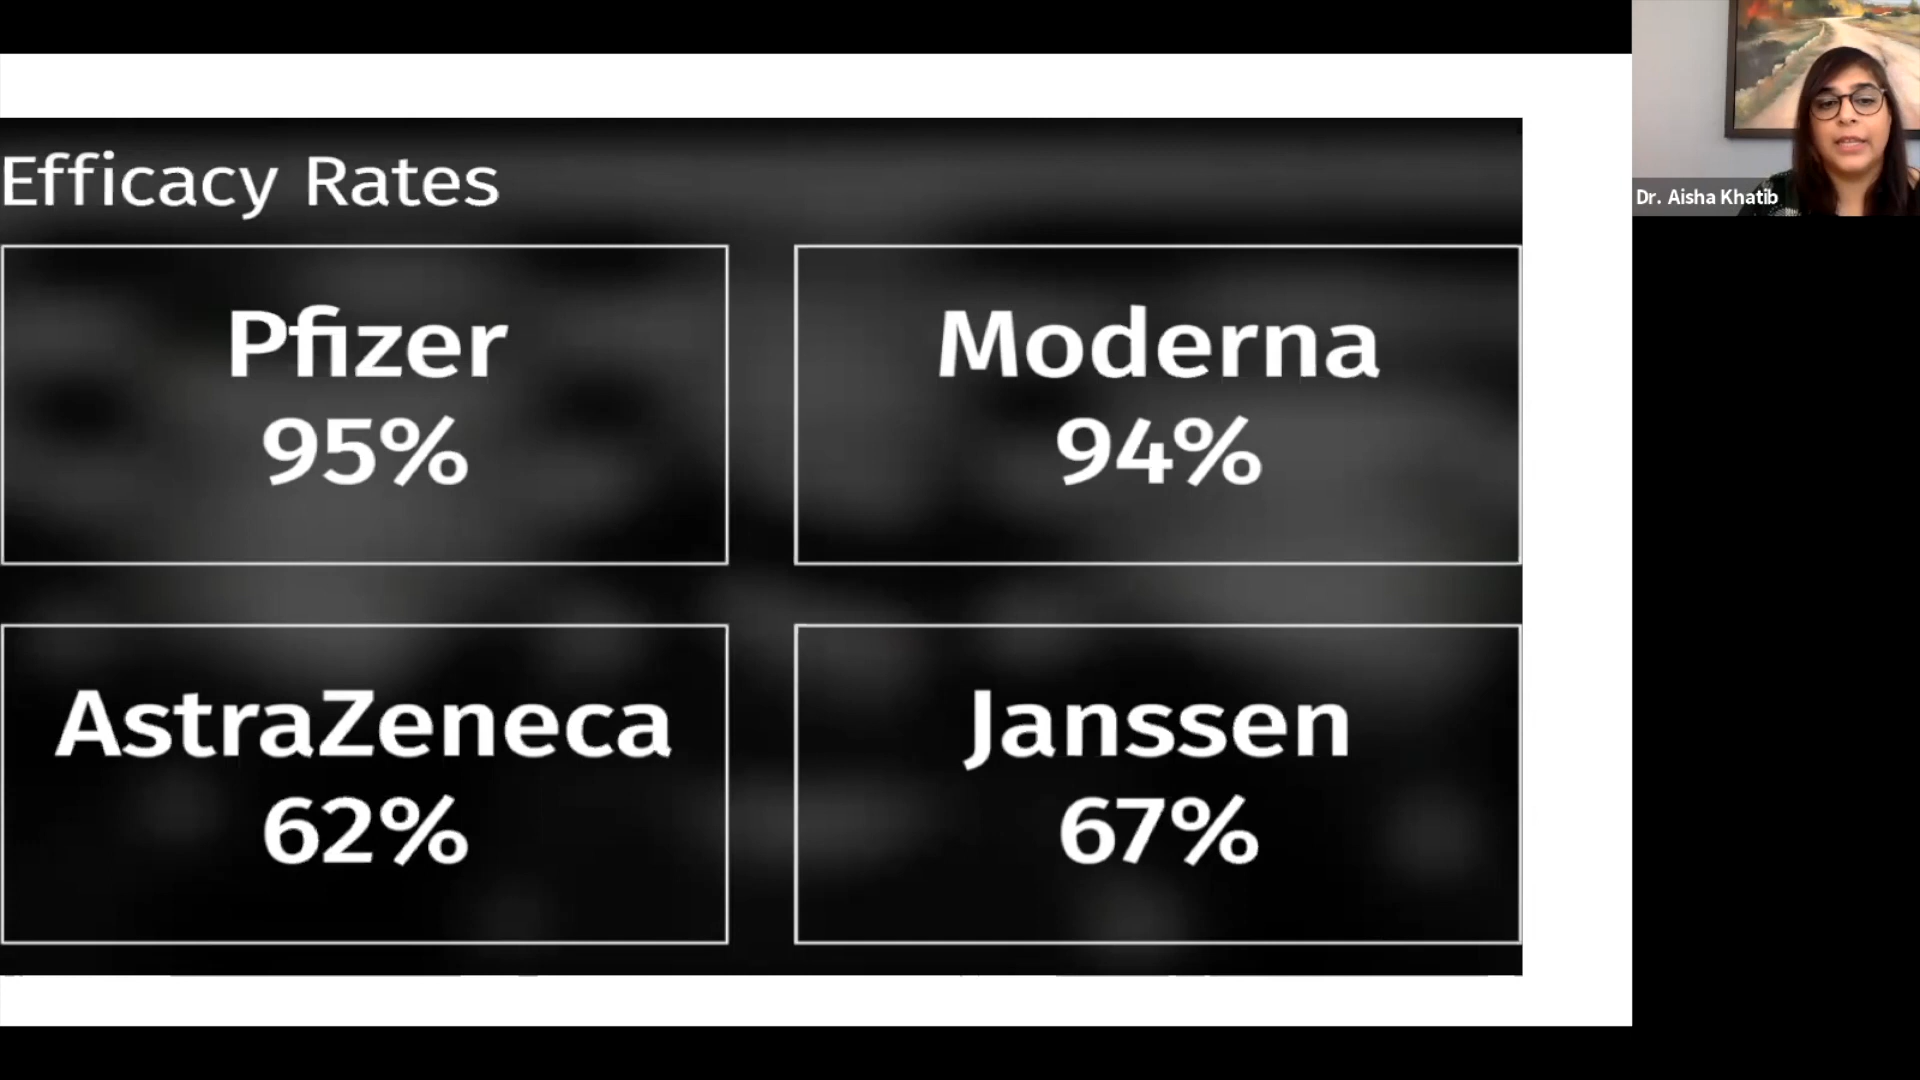 Efficacy Rates
Pfizer
95%
Moderna
94%
AstraZeneca
62%
Janssen
67%
Dr. Aisha Khatib